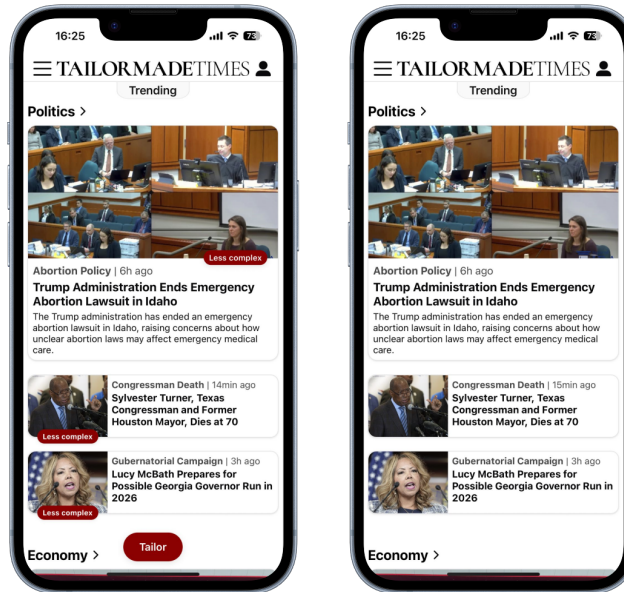 16:25
73
TAILORMADETIMES
Trending
Politics >
Less complex
Abortion Policy | 6h ago
Trump Administration Ends Emergency
Abortion Lawsuit in Idaho
The Trump administration has ended an emergency
abortion lawsuit in Idaho, raising concerns about how
unclear abortion laws may affect emergency medical
care.
Congressman Death | 14min ago
Sylvester Turner, Texas
Congressman and Former
Houston Mayor, Dies at 70
Less complex
Gubernatorial Campaign | 3h ago
Lucy McBath Prepares for
Possible Georgia Governor Run in
2026
Less complex
Economy >
Tailor
16:25
73
TAILORMADETIMES
Trending
Politics >
Abortion Policy | 6h ago
Trump Administration Ends Emergency
Abortion Lawsuit in Idaho
The Trump administration has ended an emergency
abortion lawsuit in Idaho, raising concerns about how
unclear abortion laws may affect emergency medical
care.
Congressman Death | 15min ago
Sylvester Turner, Texas
Congressman and Former
Houston Mayor, Dies at 70
Gubernatorial Campaign | 3h ago
Lucy McBath Prepares for
Possible Georgia Governor Run in
2026
Economy >